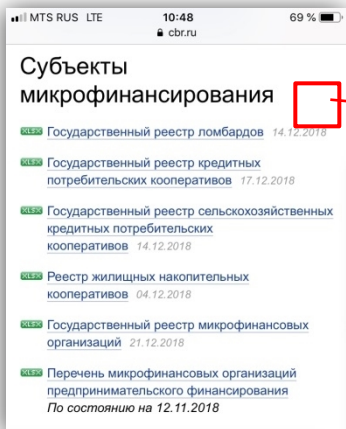 MTS RUS LTE 10:48 69 %
cbr.ru
Субъекты
микрофинансирования
XLSX Государственный реестр ломбардов 14.12.2018
XLSX Государственный реестр кредитных
потребительских кооперативов 17.12.2018
XLSX Государственный реестр сельскохозяйственных
кредитных потребительских
кооперативов 14.12.2018
XLSX Реестр жилищных накопительных
кооперативов 04.12.2018
XLSX Государственный реестр микрофинансовых
организаций 21.12.2018
XLSX Перечень микрофинансовых организаций
предпринимательского финансирования
По состоянию на 12.11.2018